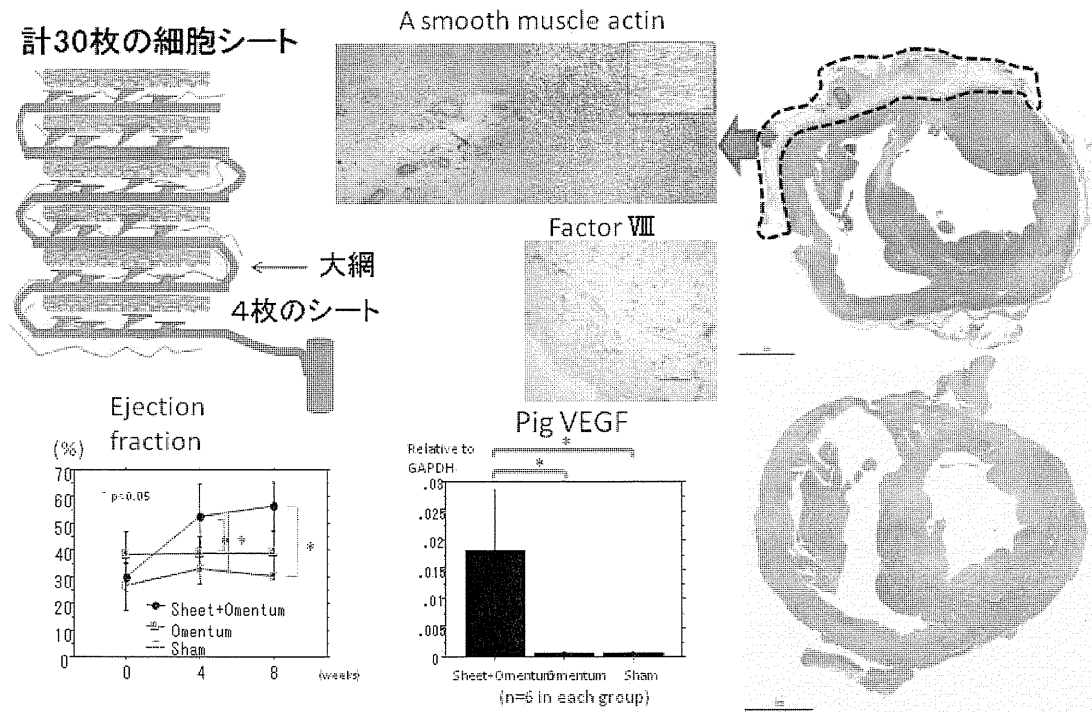 計30枚の細胞シート
大綱
4枚のシート
A smooth muscle actin
Factor Ⅷ
Ejection
fraction
(%)
70
60
50
40
30
20
10
0
* p<0.05
*
*
*
Sheet+Omentum
Omentum
Sham
0 4 8 (weeks)
Pig VEGF
Relative to
GAPDH
*
*
.03
.025
.02
.015
.01
.005
0
Sheet+Omentum Omentum Sham
(n=6 in each group)